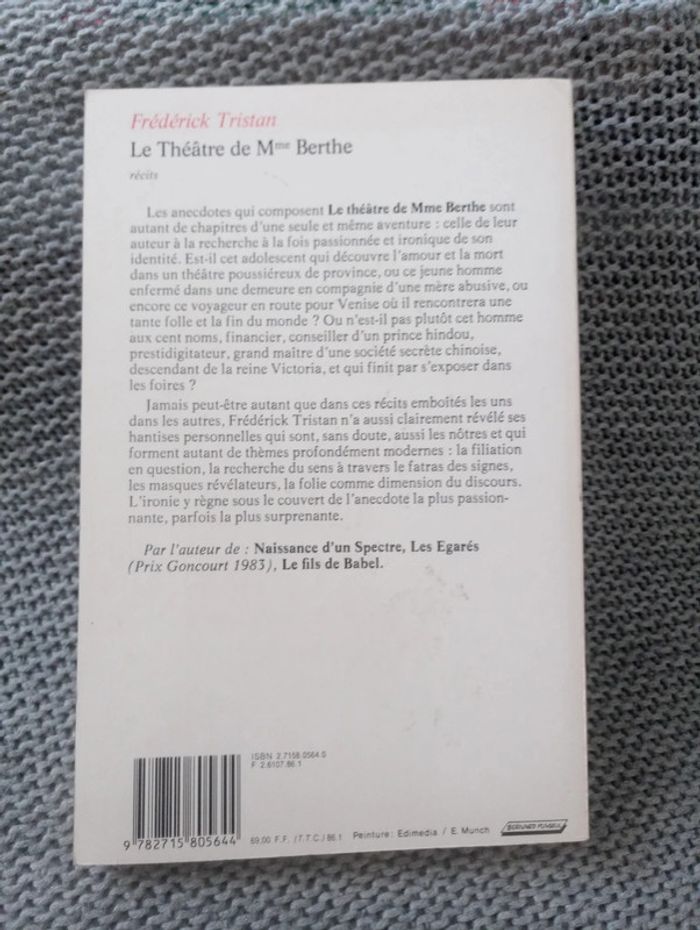 Frédérick Tristan
Le Théâtre de Mme Berthe
récits
Les anecdotes qui composent Le théâtre de Mme Berthe sont
autant de chapitres d'une seule et même aventure : celle de leur
auteur à la recherche à la fois passionnée et ironique de son
identité. Est-il cet adolescent qui découvre l'amour et la mort
dans un théâtre poussiéreux de province, ou ce jeune homme
enfermé dans une demeure en compagnie d'une mère abusive, ou
encore ce voyageur en route pour Venise où il rencontrera une
tante folle et la fin du monde ? Ou n'est-il pas plutôt cet homme
aux cent noms, financier, conseiller d'un prince hindou,
prestidigitateur, grand maître d'une société secrète chinoise,
descendant de la reine Victoria, et qui finit par s'exposer dans
les foires ?
Jamais peut-être autant que dans ces récits emboîtés les uns
dans les autres, Frédérick Tristan n'a aussi clairement révélé ses
hantises personnelles qui sont, sans doute, aussi les nôtres et qui
forment autant de thèmes profondément modernes : la filiation
en question, la recherche du sens à travers le fatras des signes,
les masques révélateurs, la folie comme dimension du discours.
L'ironie y règne sous le couvert de l'anecdote la plus passion-
nante, parfois la plus surprenante.
Par l'auteur de : Naissance d'un Spectre, Les Egarés
(Prix Goncourt 1983), Le fils de Babel.
ISBN 2.7158.0564.0
F 2.6107.86.1
9 782715 805644
69,00 F.F. (T.T.C.) 86.1
Peinture: Edimedia / E. Munch